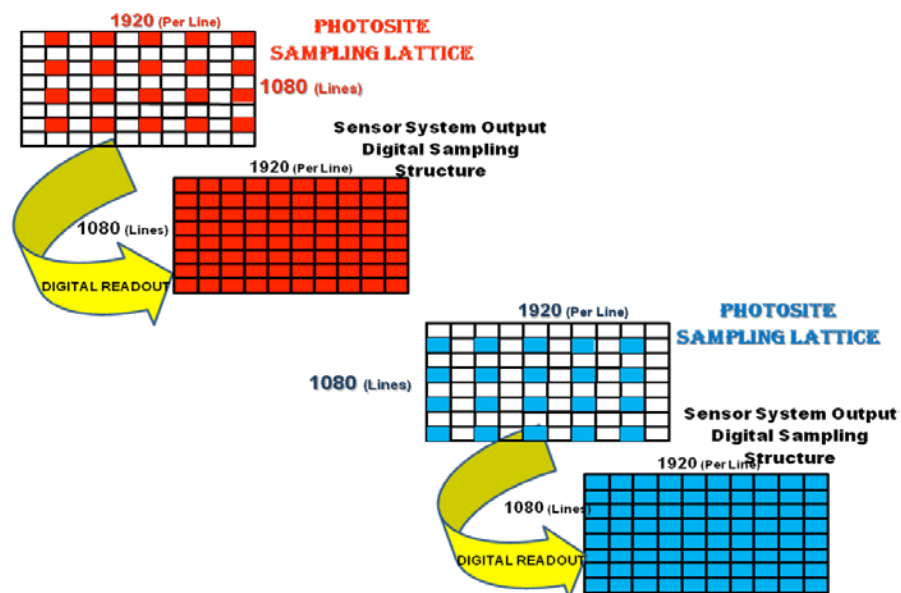 1920 (Per Line)
PHOTOSITE
SAMPLING LATTICE
1080 (Lines)
Sensor System Output
Digital Sampling
Structure
1920 (Per Line)
1080 (Lines)
DIGITAL READOUT
1920 (Per Line)
PHOTOSITE
SAMPLING LATTICE
1080 (Lines)
Sensor System Output
Digital Sampling
Structure
1920 (Per Line)
1080 (Lines)
DIGITAL READOUT